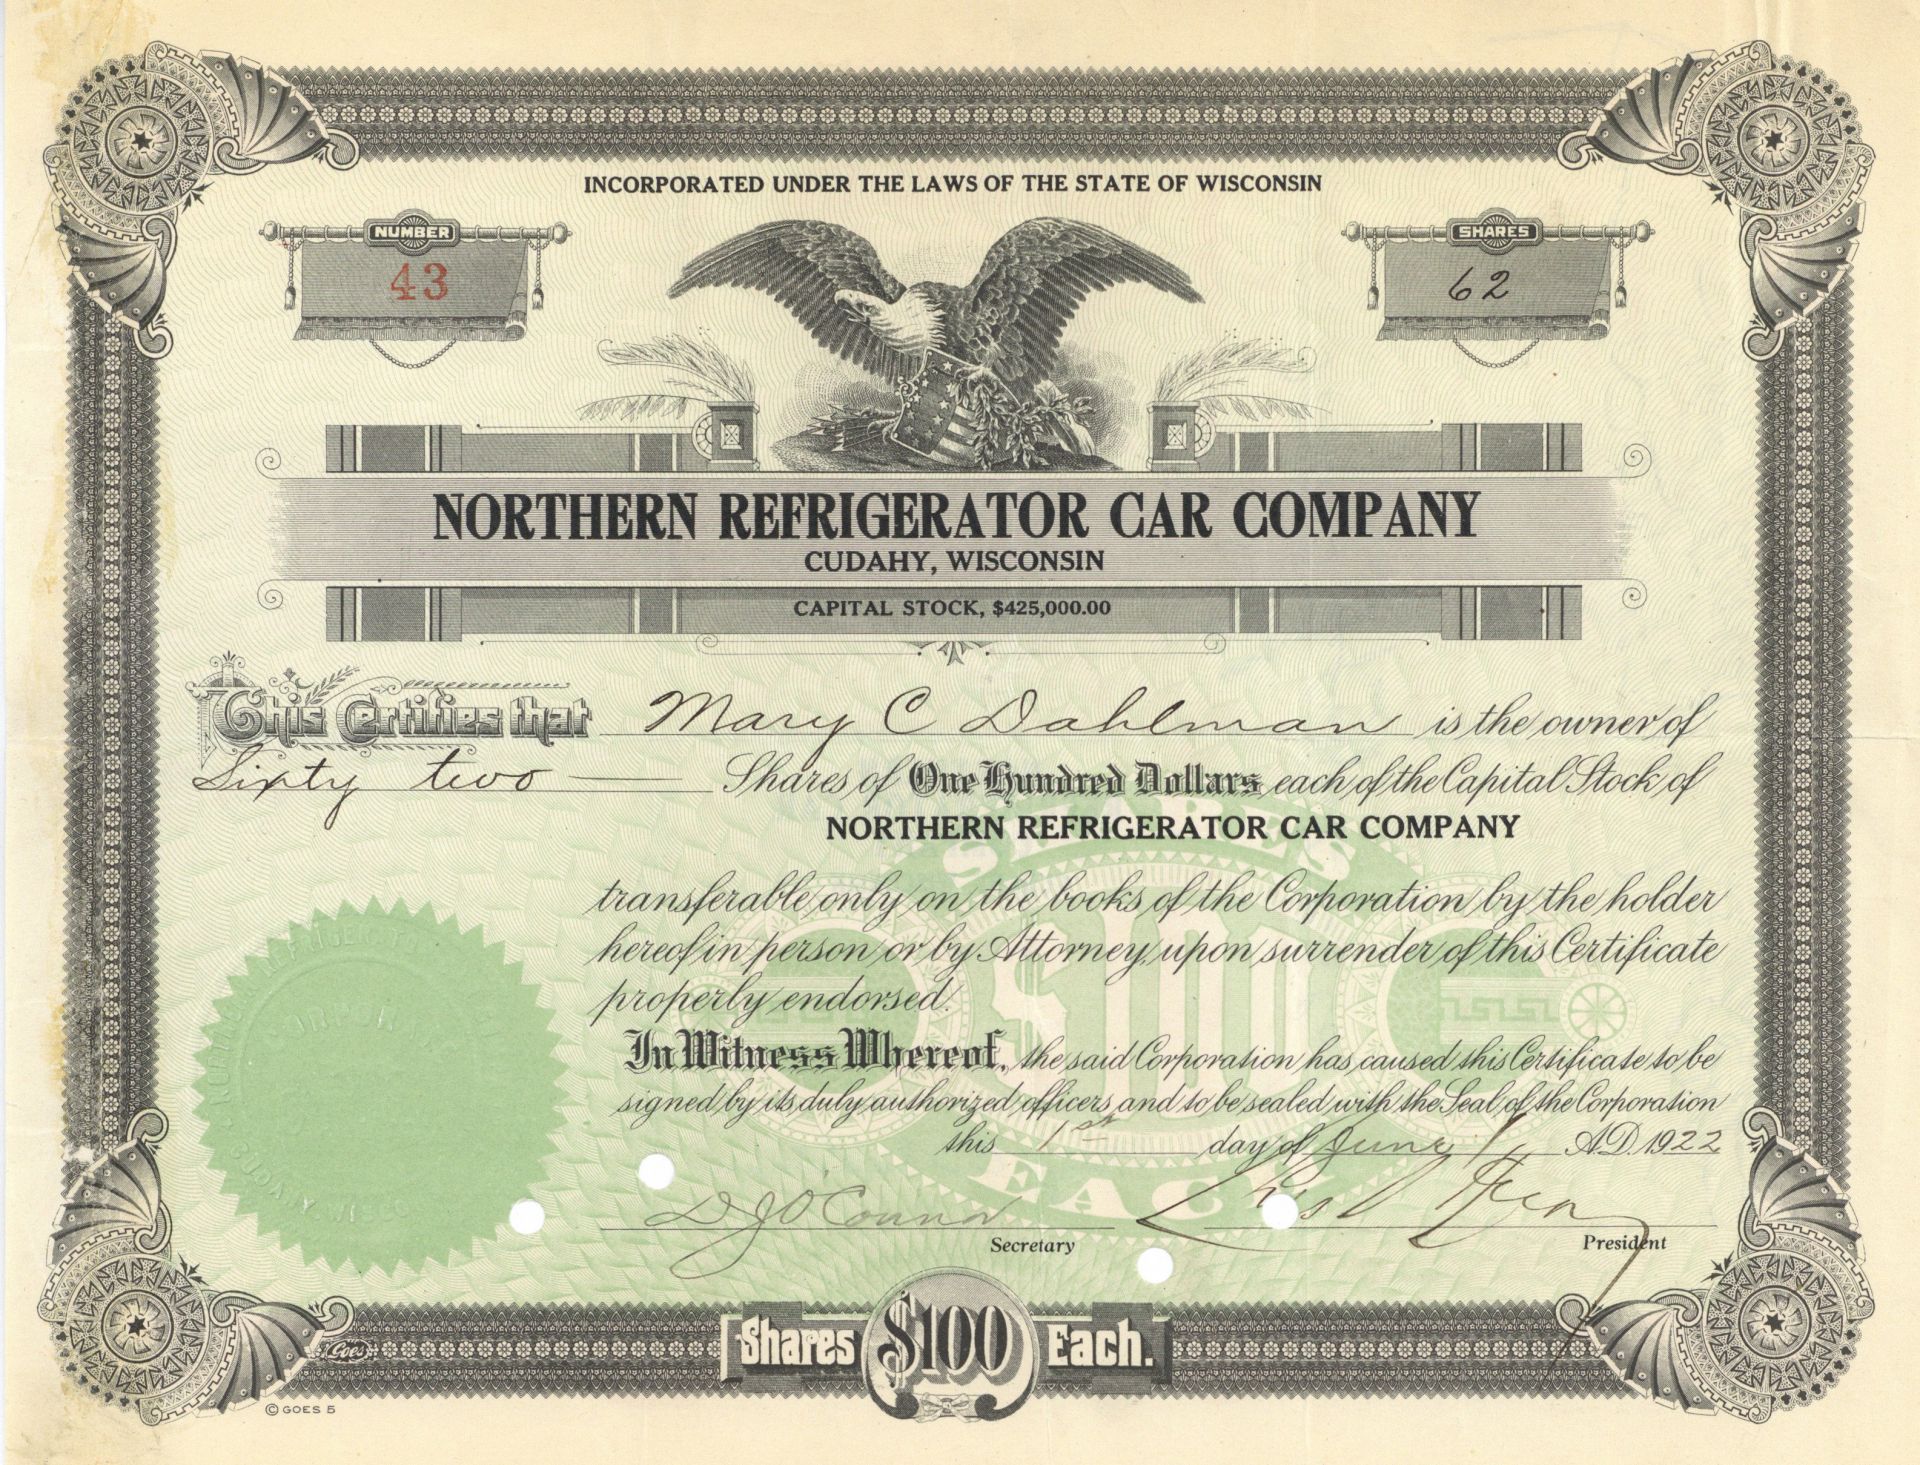 INCORPORATED UNDER THE LAWS OF THE STATE OF WISCONSIN
NUMBER
43
SHARES
62
NORTHERN REFRIGERATOR CAR COMPANY
CUDAHY, WISCONSIN
CAPITAL STOCK, $425,000.00
This Certifies that Mary C Dahlman is the owner of
Sixty two Shares of One Hundred Dollars each of the Capital Stock of
NORTHERN REFRIGERATOR CAR COMPANY
transferable only on the books of the Corporation by the holder
hereof in person or by Attorney, upon surrender of this Certificate
properly endorsed.
In Witness Whereof, the said Corporation has caused this Certificate to be
signed by its duly authorized officers and to be sealed with the Seal of the Corporation
this 1st day of June A.D. 1922
D J O'Connor
Secretary
President
SHARES
$100
EACH
Shares $100 Each.
Goes
© GOES 5